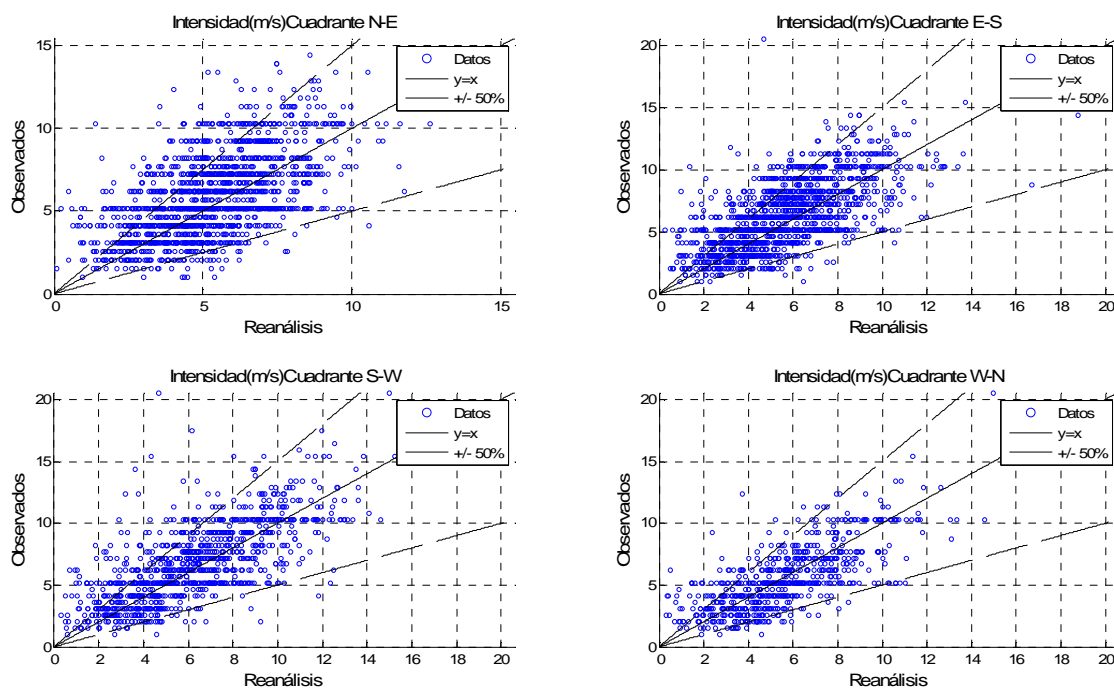 Intensidad(m/s)Cuadrante N-E
15
10
5
0
Observados
0 5 10 15
Reanálisis
Datos
y=x
+/- 50%
Intensidad(m/s)Cuadrante E-S
20
15
10
5
0
Observados
0 2 4 6 8 10 12 14 16 18 20
Reanálisis
Datos
y=x
+/- 50%
Intensidad(m/s)Cuadrante S-W
20
15
10
5
0
Observados
0 2 4 6 8 10 12 14 16 18 20
Reanálisis
Datos
y=x
+/- 50%
Intensidad(m/s)Cuadrante W-N
20
15
10
5
0
Observados
0 2 4 6 8 10 12 14 16 18 20
Reanálisis
Datos
y=x
+/- 50%